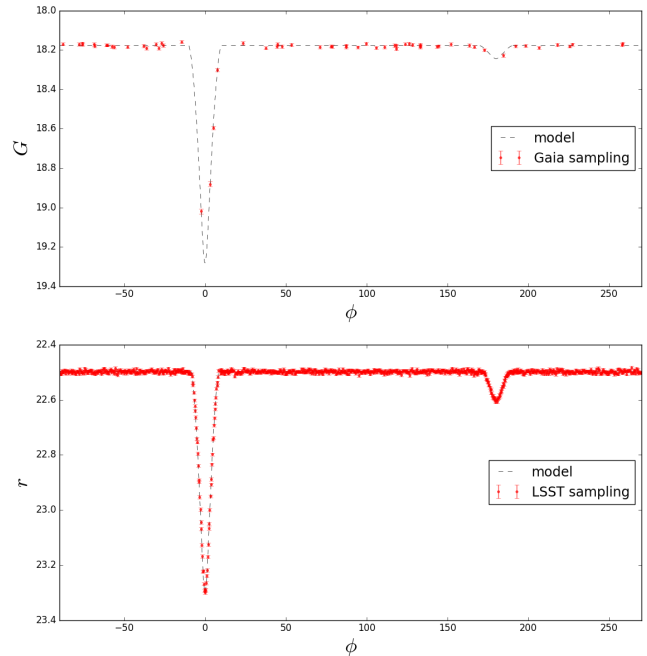 18.0
18.2
18.4
18.6
18.8
19.0
19.2
19.4
G
model
Gaia sampling
−50 0 50 100 150 200 250
ϕ
22.4
22.6
22.8
23.0
23.2
23.4
r
model
LSST sampling
−50 0 50 100 150 200 250
ϕ